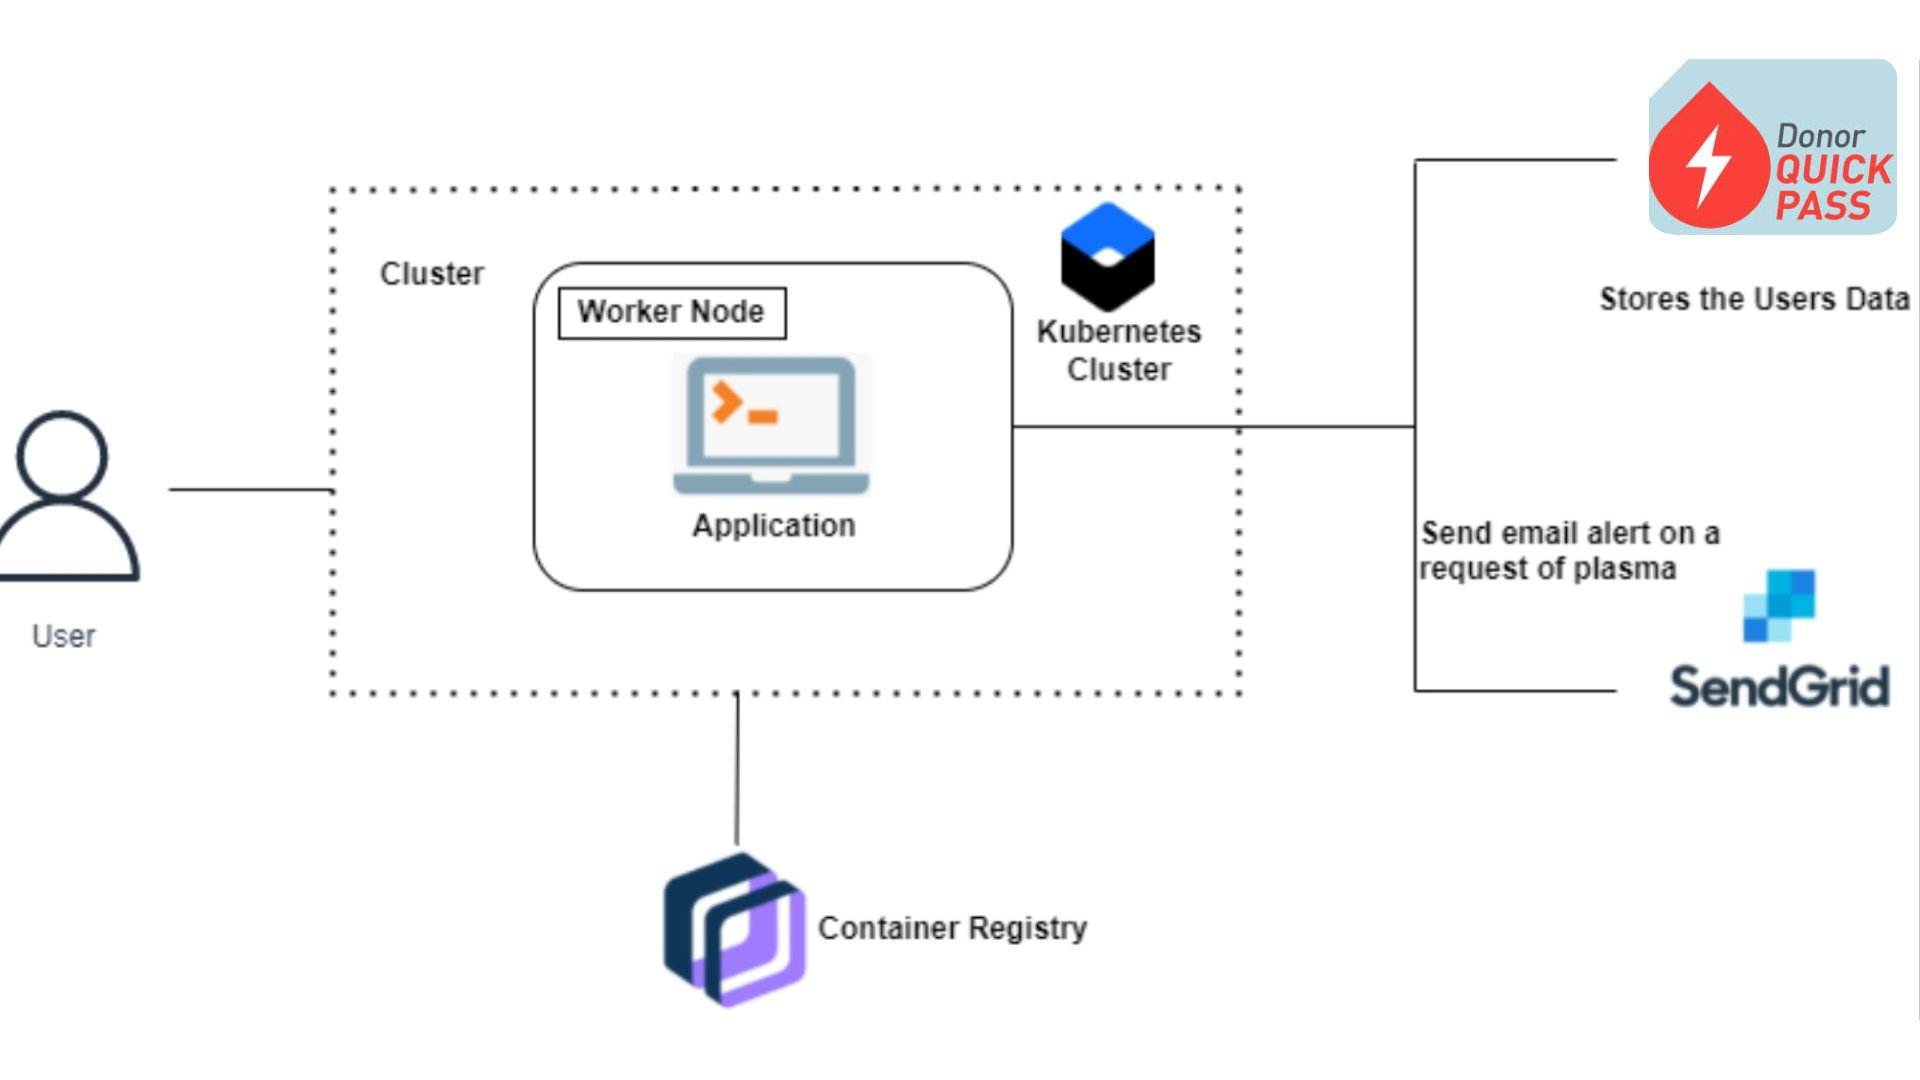 Donor
QUICK
PASS
Cluster
Worker Node
Kubernetes
Cluster
Stores the Users Data
Application
Send email alert on a
request of plasma
User
SendGrid
Container Registry